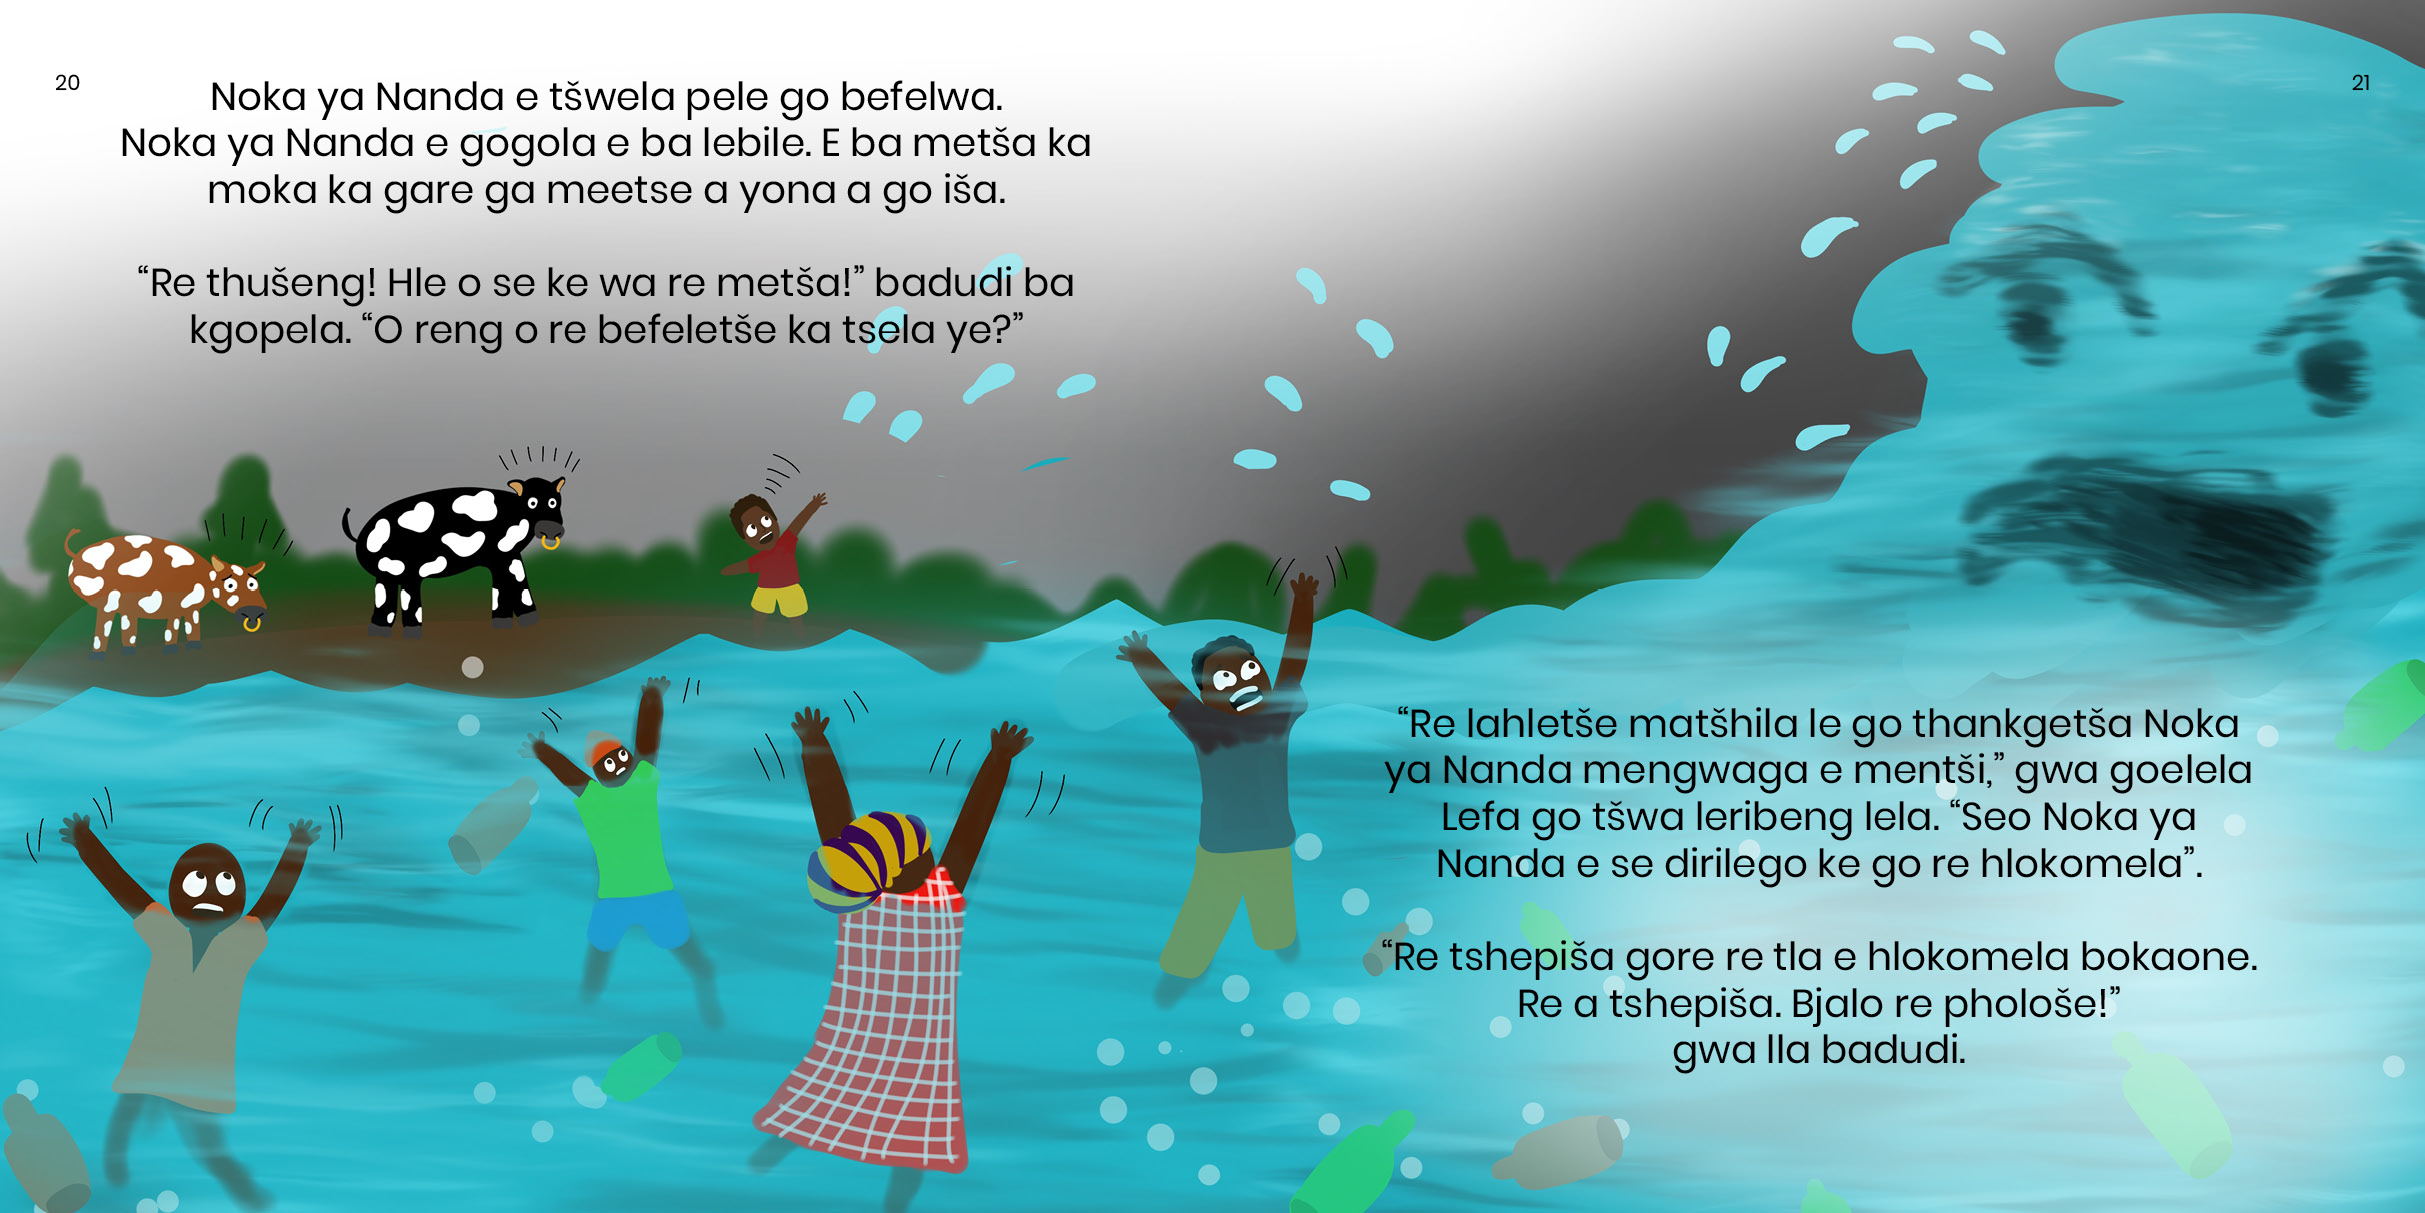 20
Noka ya Nanda e tšwela pele go befelwa.
Noka ya Nanda e gogola e ba lebile. E ba metša ka
moka ka gare ga meetse a yona a go iša.
“Re thušeng! Hle o se ke wa re metša!” badudi ba
kgopela. “O reng o re befeletše ka tsela ye?”
21
“Re lahletše matšhila le go thankgetša Noka
ya Nanda mengwaga e mentši,” gwa goelela
Lefa go tšwa leribeng lela. “Seo Noka ya
Nanda e se dirilego ke go re hlokomela”.
“Re tshepiša gore re tla e hlokomela bokaone.
Re a tshepiša. Bjalo re phološe!”
gwa lla badudi.